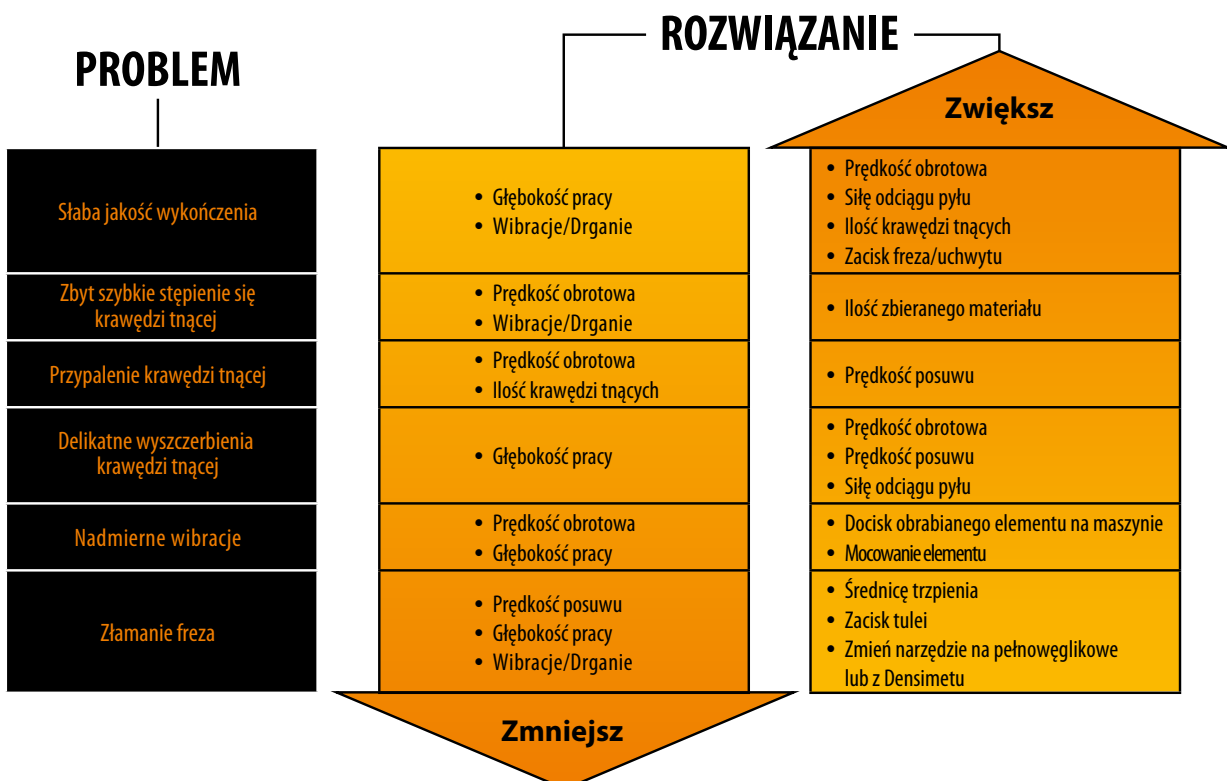 PROBLEM
ROZWIĄZANIE
Zwiększ
Słaba jakość wykończenia
• Głębokość pracy
• Wibracje/Drganie
• Prędkość obrotowa
• Siłę odciągu pyłu
• Ilość krawędzi tnących
• Zacisk freza/uchwytu
Zbyt szybkie stępienie się
krawędzi tnącej
• Prędkość obrotowa
• Wibracje/Drganie
• Ilość zbieranego materiału
Przypalenie krawędzi tnącej
• Prędkość obrotowa
• Ilość krawędzi tnących
• Prędkość posuwu
Delikatne wyszczerbienia
krawędzi tnącej
• Głębokość pracy
• Prędkość obrotowa
• Prędkość posuwu
• Siłę odciągu pyłu
Nadmierne wibracje
• Prędkość obrotowa
• Głębokość pracy
• Docisk obrabianego elementu na maszynie
• Mocowanie elementu
Złamanie freza
• Prędkość posuwu
• Głębokość pracy
• Wibracje/Drganie
• Średnicę trzpienia
• Zacisk tulei
• Zmień narzędzie na pełnowęglikowe
lub z Densimetu
Zmniejsz